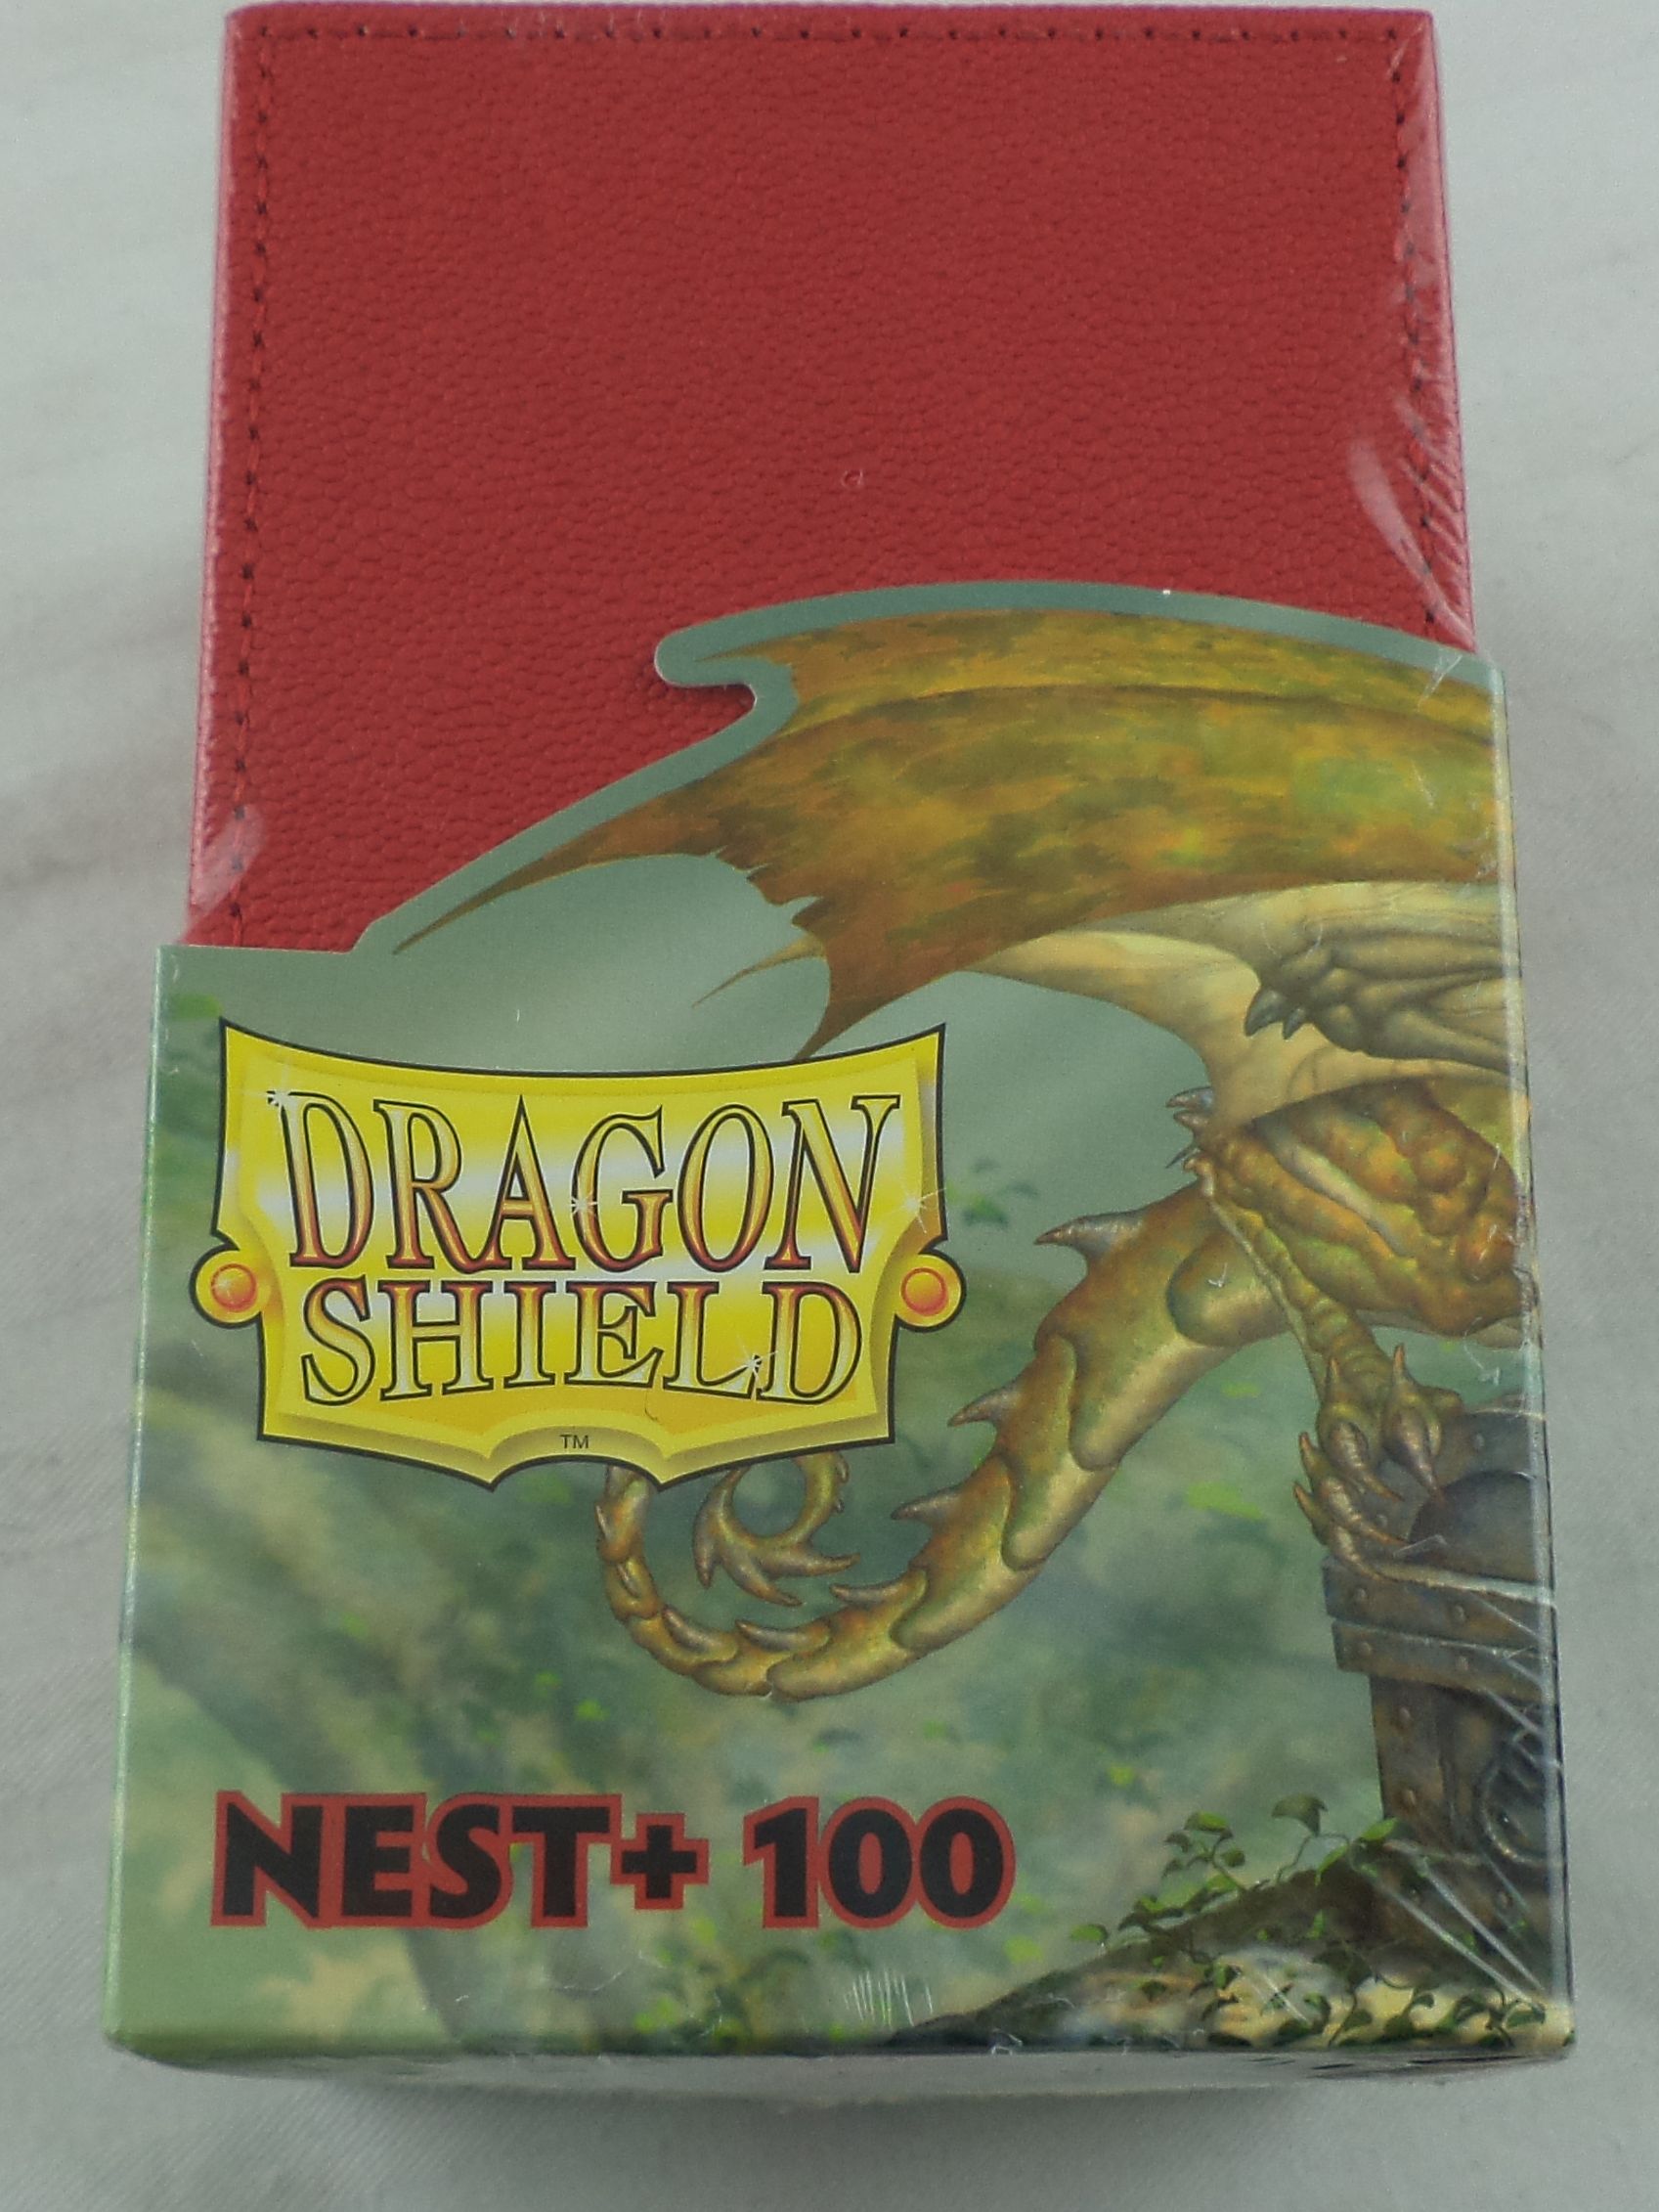 DRAGON
SHIELD
TM
NEST+ 100